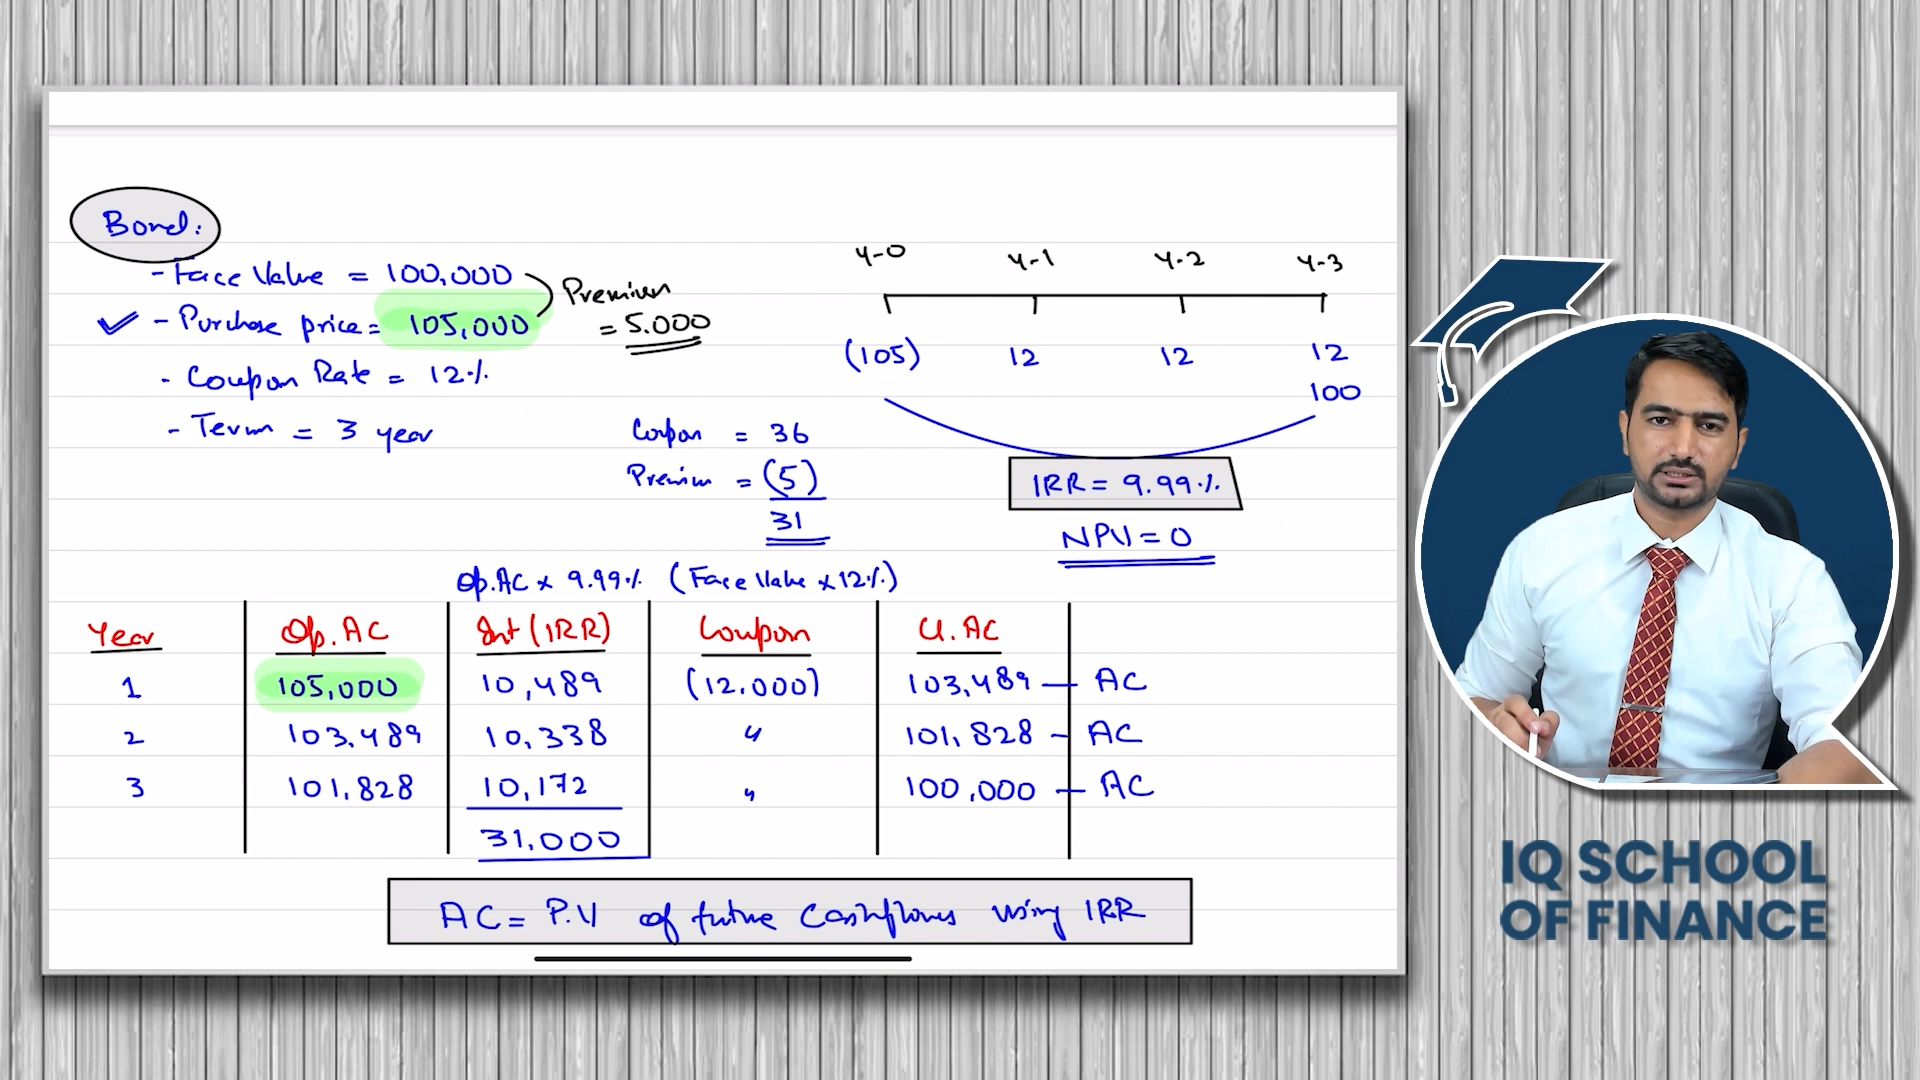 Bond:
- Face Value = 100,000
Premium
- Purchase price = 105,000
= 5.000
- Coupon Rate = 12%
- Term = 3 year
Y-0 Y-1 Y-2 Y-3
(105) 12 12 12
100
Coupon = 36
Premium = (5)
31
IRR = 9.99%
NPV = 0
Op.AC x 9.99% (Face Value x 12%)
Year Op.AC Int (IRR) Coupon Cl.AC
1 105,000 10,489 (12.000) 103,489 — AC
2 103,489 10,338 " 101,828 - AC
3 101,828 10,172 " 100,000 — AC
31,000
AC = P.V of future Cashflows using IRR
IQ SCHOOL
OF FINANCE